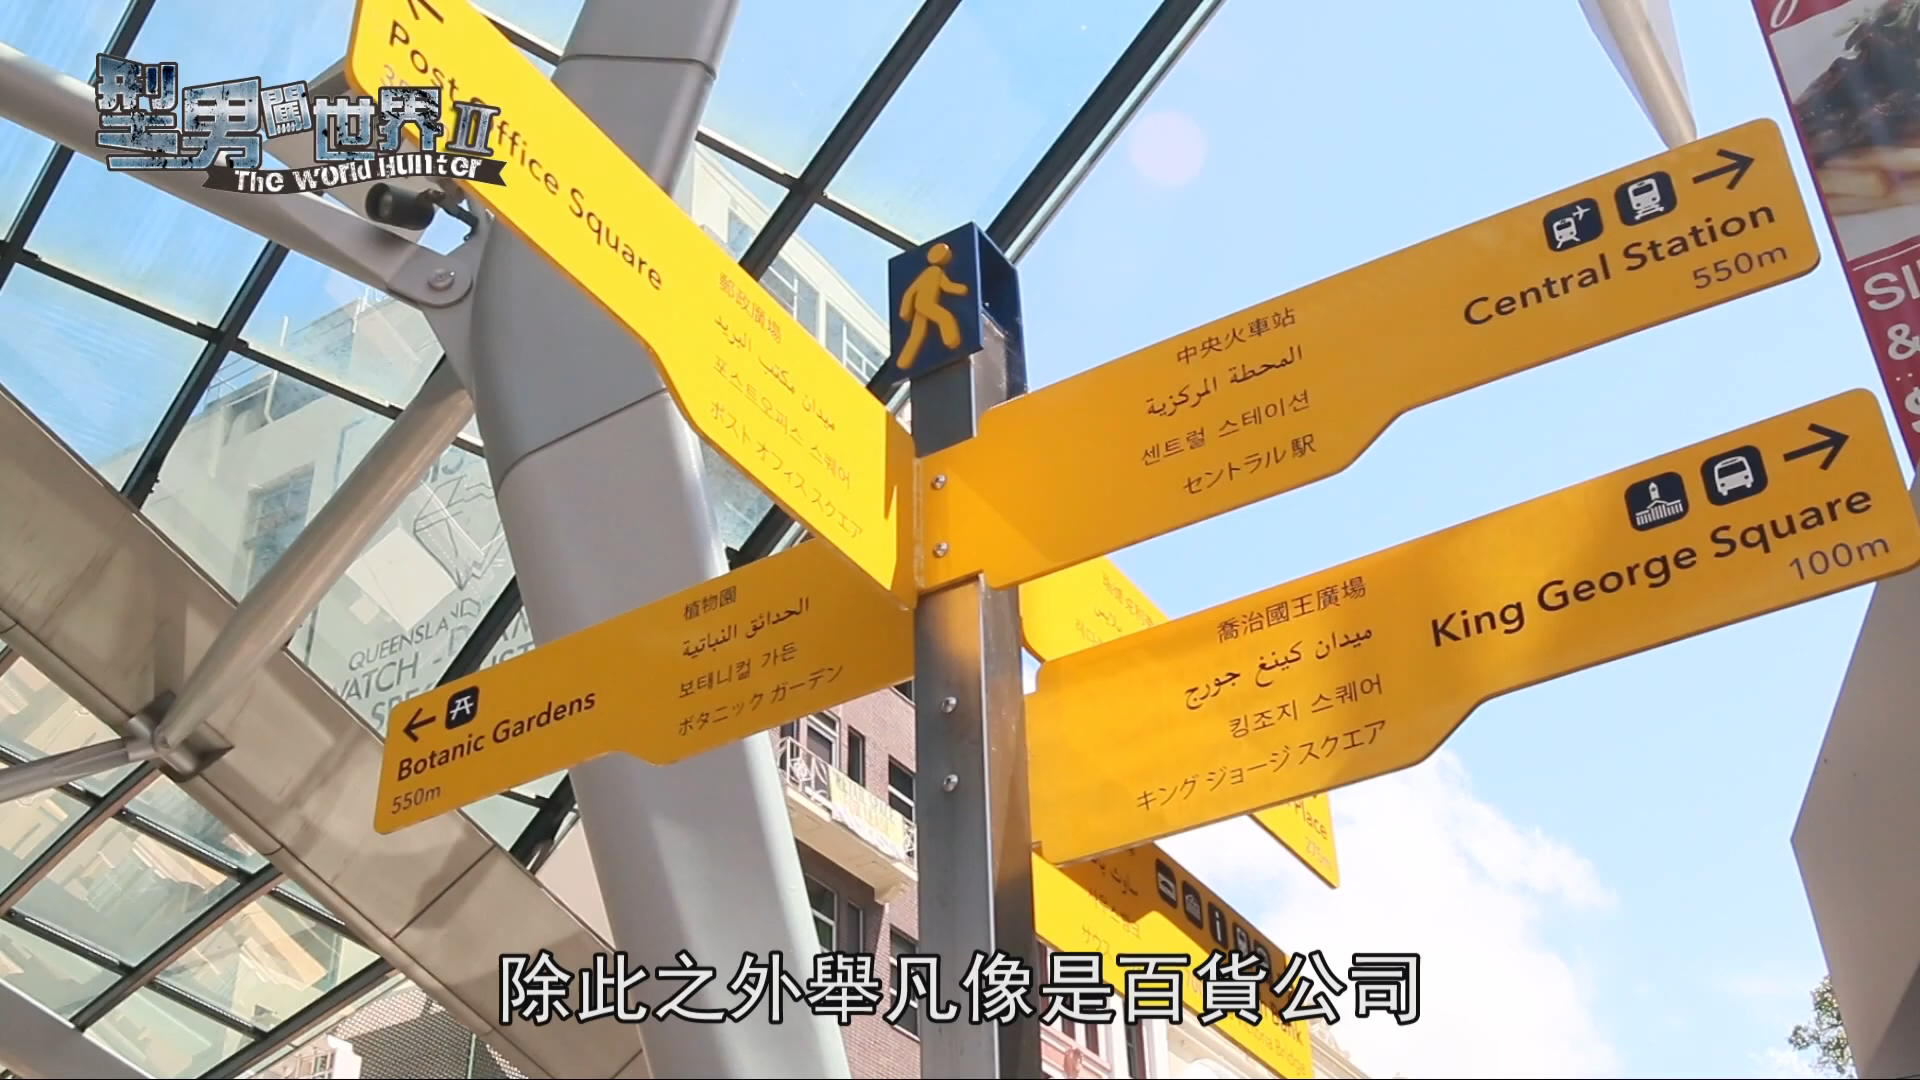 型男闖世界II
The World Hunter
Post Office Square
郵政廣場
ميدان مكتب البريد
포스트오피스 스퀘어
ポスト オフィス スクエア
Central Station
550m
中央火車站
المحطة المركزية
센트럴 스테이션
セントラル 駅
King George Square
100m
喬治國王廣場
ميدان كينغ جورج
킹조지 스퀘어
キング ジョージ スクエア
植物園
الحدائق النباتية
보태니컬 가든
ボタニック ガーデン
Botanic Gardens
550m
QUEENSLAND
Place
275m
Bank
Victoria Bridge
&
除此之外舉凡像是百貨公司